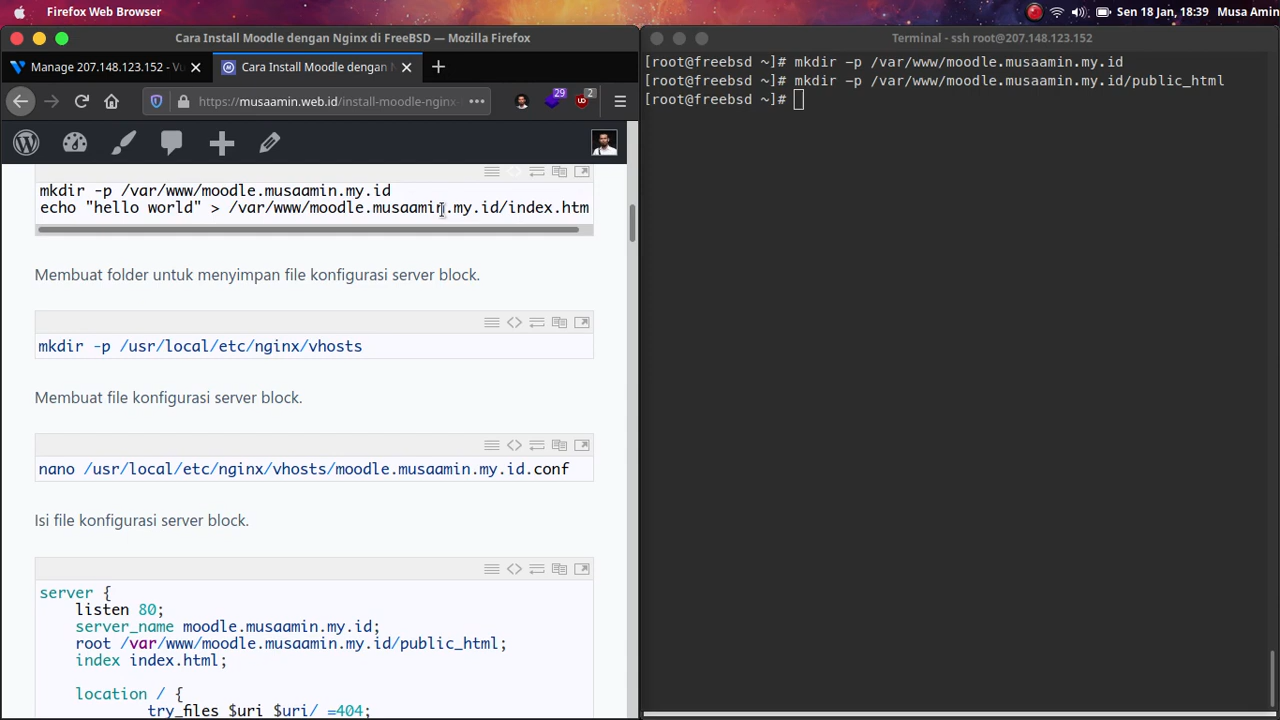 Firefox Web Browser
Sen 18 Jan, 18:39 Musa Amin
Cara Install Moodle dengan Nginx di FreeBSD — Mozilla Firefox
Manage 207.148.123.152 - Vu
Cara Install Moodle dengan N
29
2
https://musaamin.web.id/install-moodle-nginx-
mkdir -p /var/www/moodle.musaamin.my.id
echo "hello world" > /var/www/moodle.musaamin.my.id/index.htm
Membuat folder untuk menyimpan file konfigurasi server block.
mkdir -p /usr/local/etc/nginx/vhosts
Membuat file konfigurasi server block.
nano /usr/local/etc/nginx/vhosts/moodle.musaamin.my.id.conf
Isi file konfigurasi server block.
server {
listen 80;
server_name moodle.musaamin.my.id;
root /var/www/moodle.musaamin.my.id/public_html;
index index.html;
location / {
try_files $uri $uri/ =404;
Terminal - ssh root@207.148.123.152
[root@freebsd ~]# mkdir -p /var/www/moodle.musaamin.my.id
[root@freebsd ~]# mkdir -p /var/www/moodle.musaamin.my.id/public_html
[root@freebsd ~]#